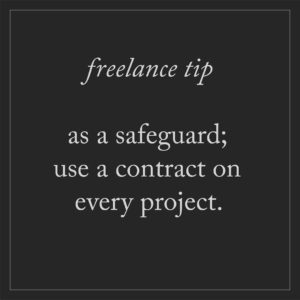 freelance tip
as a safeguard;
use a contract on
every project.